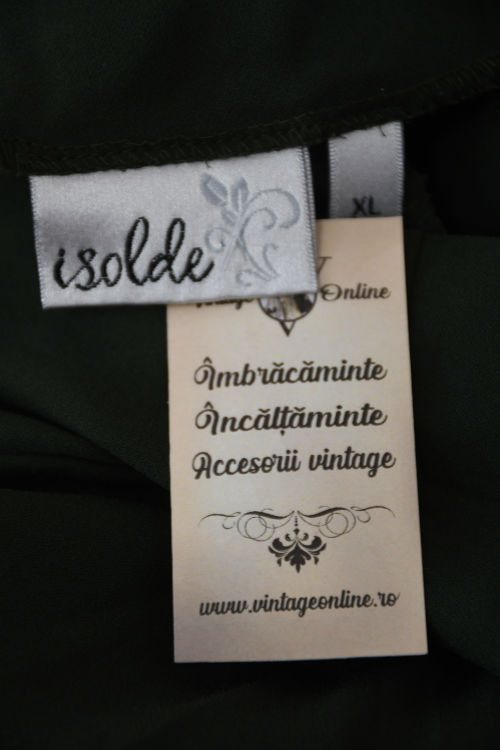 isolde
XL
Online
Îmbrăcăminte
Încălțăminte
Accesorii vintage
www.vintageonline.ro